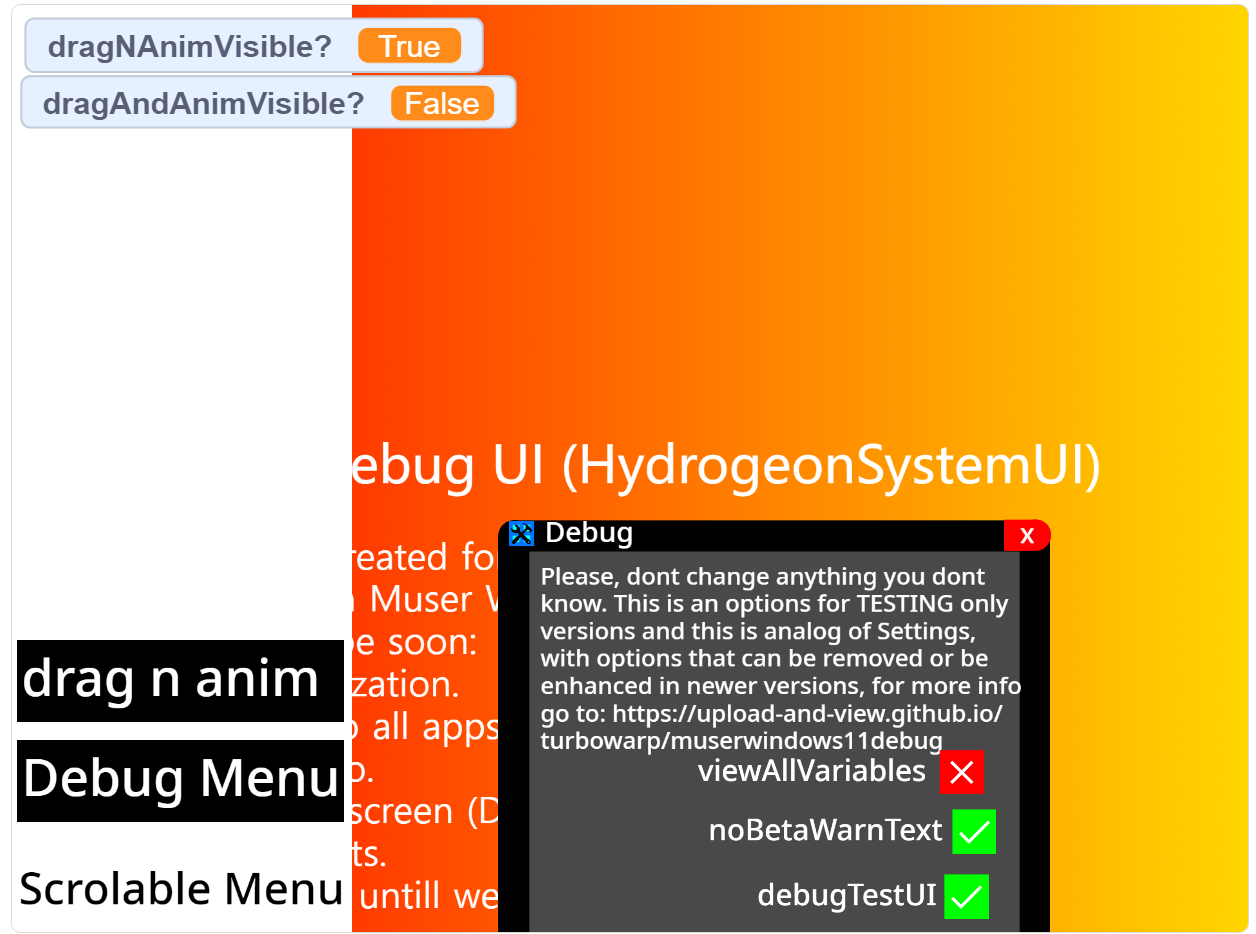 dragNAnimVisible? True
dragAndAnimVisible? False
ebug UI (HydrogeonSystemUI)
Debug X
Please, dont change anything you dont
know. This is an options for TESTING only
versions and this is analog of Settings,
with options that can be removed or be
enhanced in newer versions, for more info
go to: https://upload-and-view.github.io/
turbowarp/muserwindows11debug
viewAllVariables
noBetaWarnText
debugTestUI
reated fo
Muser
e soon:
zation.
all apps
o.
screen (D
ts.
untill we
drag n anim
Debug Menu
Scrolable Menu